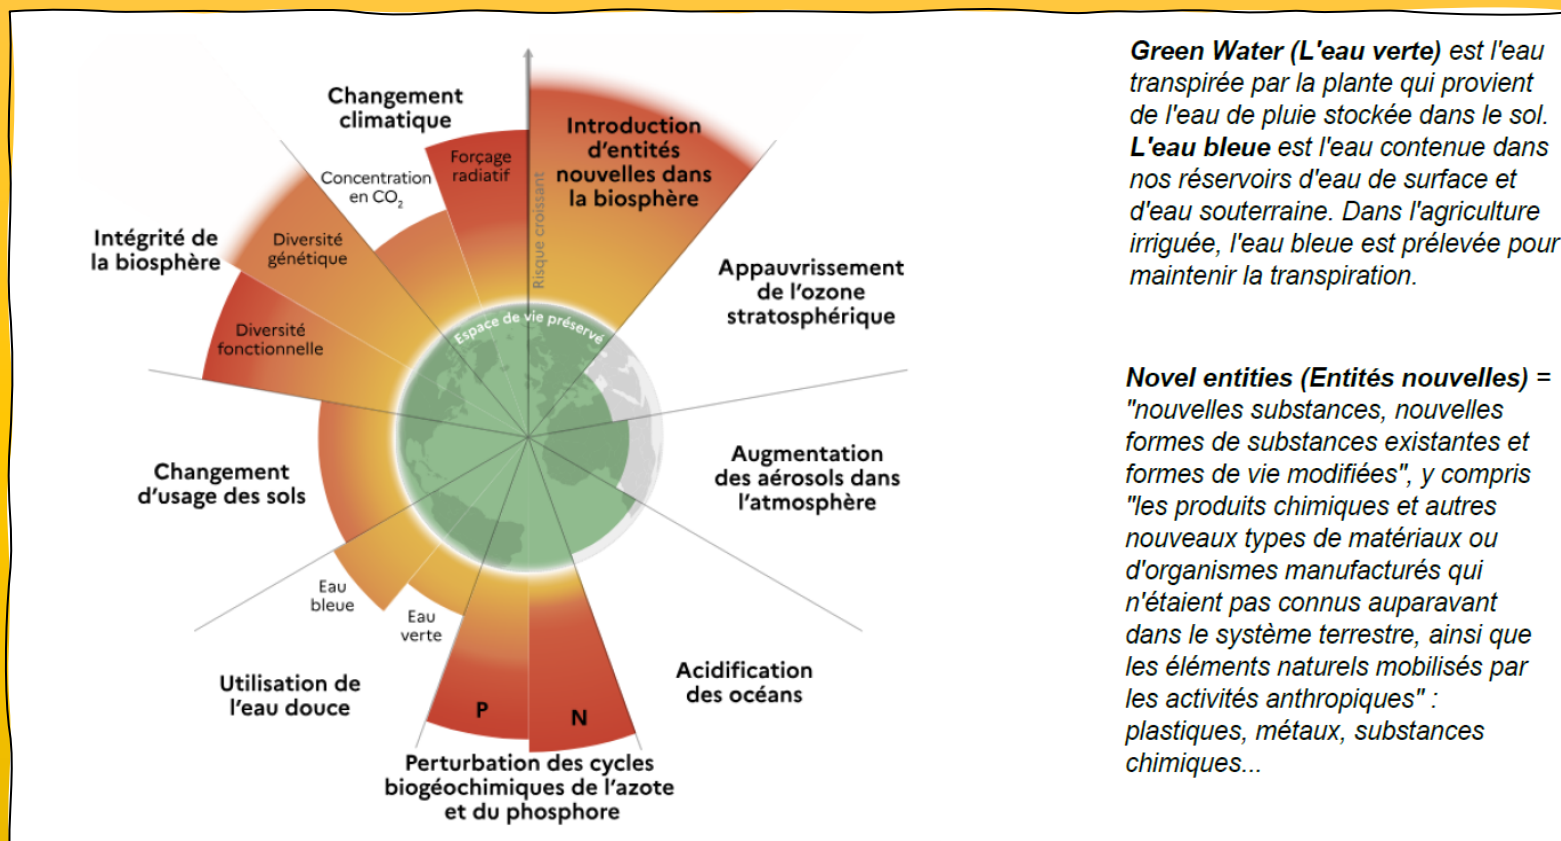 Changement
climatique
Forçage
radiatif
Concentration
en CO₂
Risque croissant
Introduction
d'entités
nouvelles dans
la biosphère
Intégrité de
la biosphère
Diversité
génétique
Diversité
fonctionnelle
Espace de vie préservé
Appauvrissement
de l'ozone
stratosphérique
Changement
d'usage des sols
Augmentation
des aérosols dans
l'atmosphère
Eau
bleue
Eau
verte
Utilisation de
l'eau douce
Acidification
des océans
P
N
Perturbation des cycles
biogéochimiques de l'azote
et du phosphore
Green Water (L'eau verte) est l'eau
transpirée par la plante qui provient
de l'eau de pluie stockée dans le sol.
L'eau bleue est l'eau contenue dans
nos réservoirs d'eau de surface et
d'eau souterraine. Dans l'agriculture
irriguée, l'eau bleue est prélevée pour
maintenir la transpiration.
Novel entities (Entités nouvelles) =
"nouvelles substances, nouvelles
formes de substances existantes et
formes de vie modifiées", y compris
"les produits chimiques et autres
nouveaux types de matériaux ou
d'organismes manufacturés qui
n'étaient pas connus auparavant
dans le système terrestre, ainsi que
les éléments naturels mobilisés par
les activités anthropiques" :
plastiques, métaux, substances
chimiques...